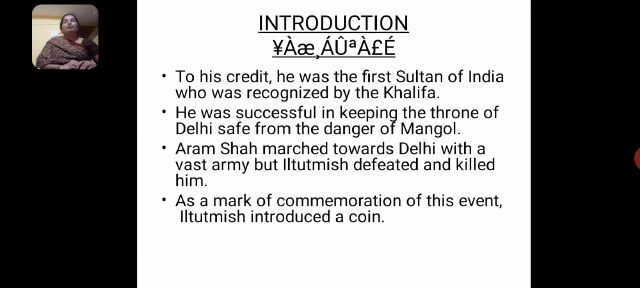 INTRODUCTION
¥Àæ¸ÁÛªÀ£É
• To his credit, he was the first Sultan of India
who was recognized by the Khalifa.
• He was successful in keeping the throne of
Delhi safe from the danger of Mangol.
• Aram Shah marched towards Delhi with a
vast army but Iltutmish defeated and killed
him.
• As a mark of commemoration of this event,
Iltutmish introduced a coin.